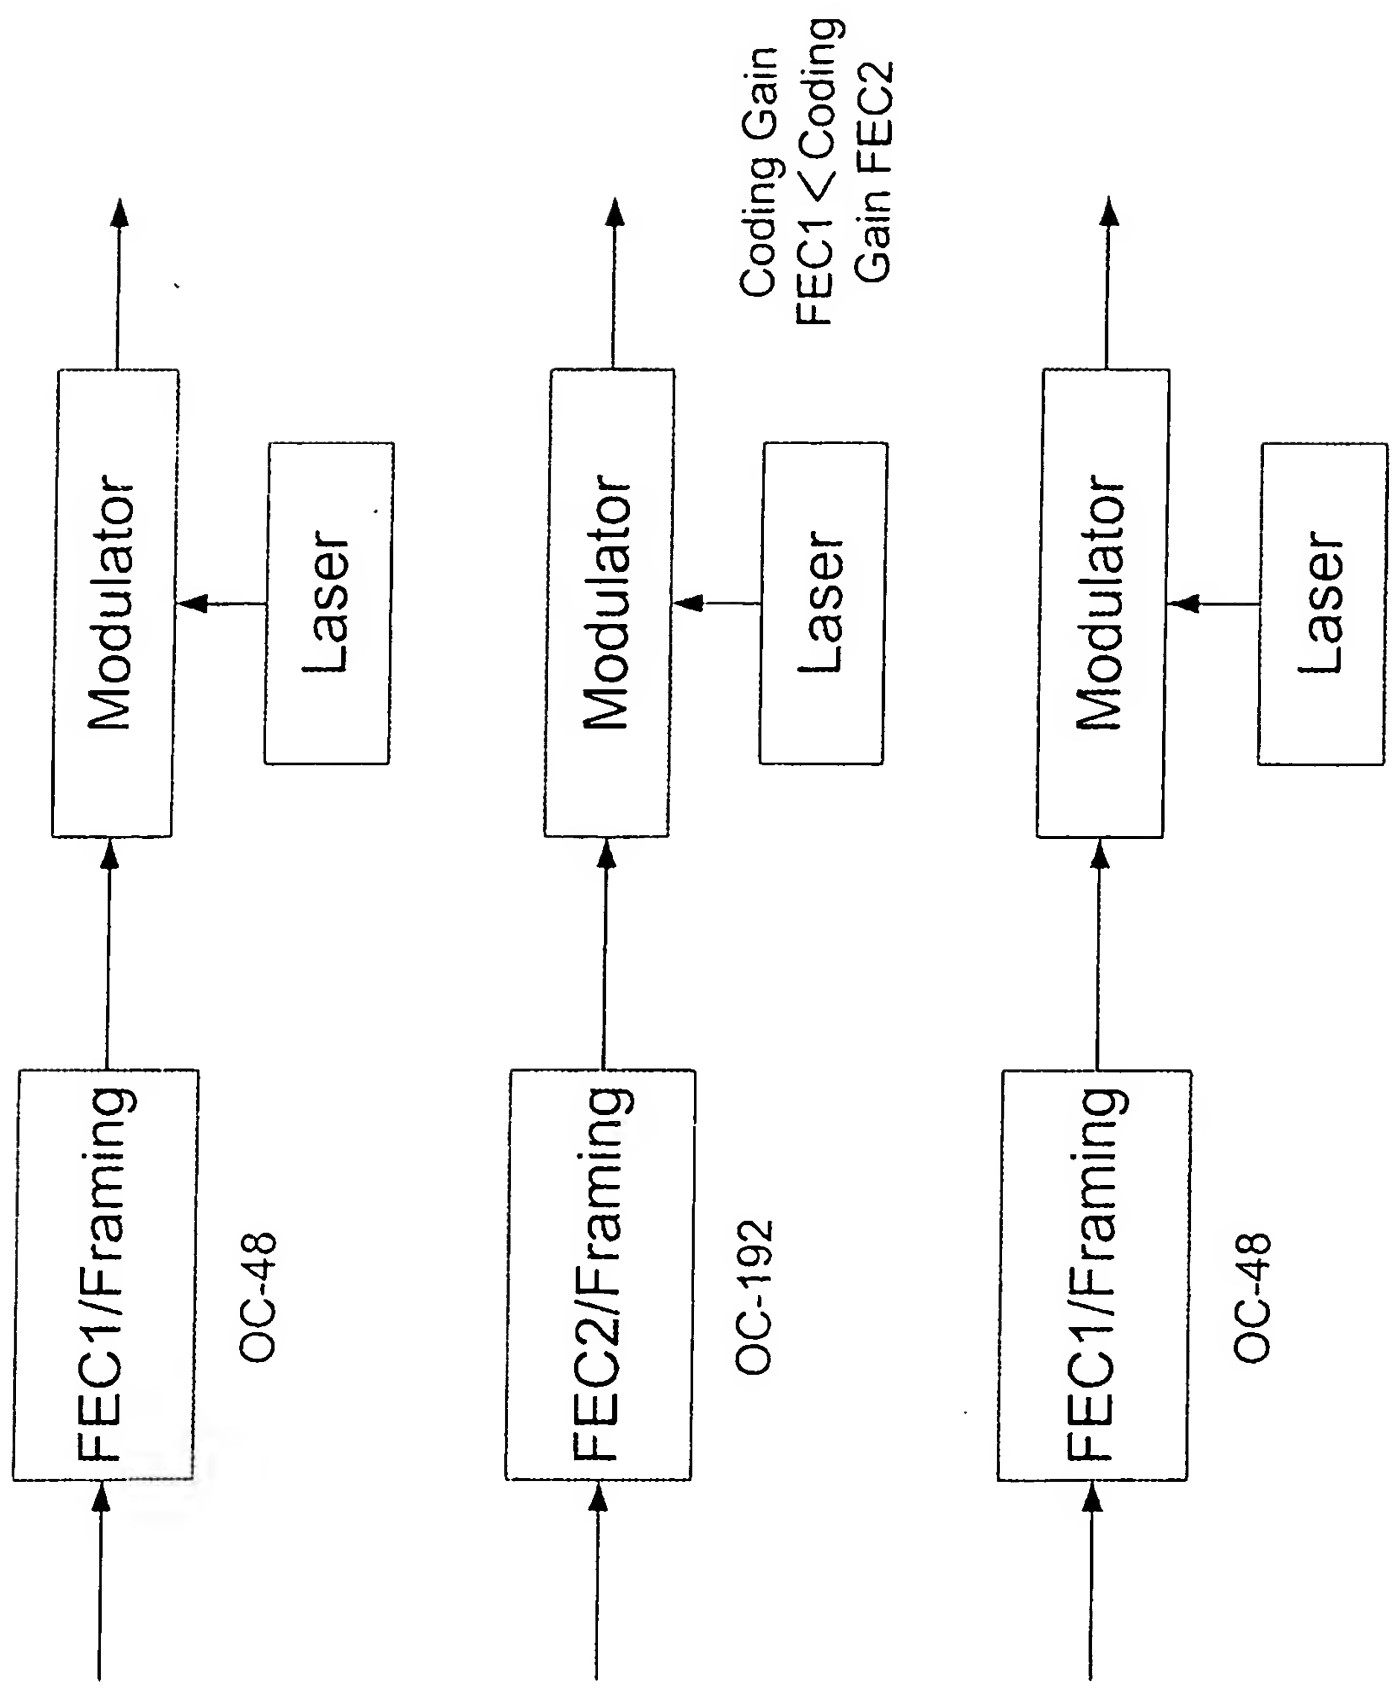 FEC1/Framing
OC-48
Modulator
Laser
FEC2/Framing
OC-192
Modulator
Laser
Coding Gain
FEC1 < Coding
Gain FEC2
FEC1/Framing
OC-48
Modulator
Laser